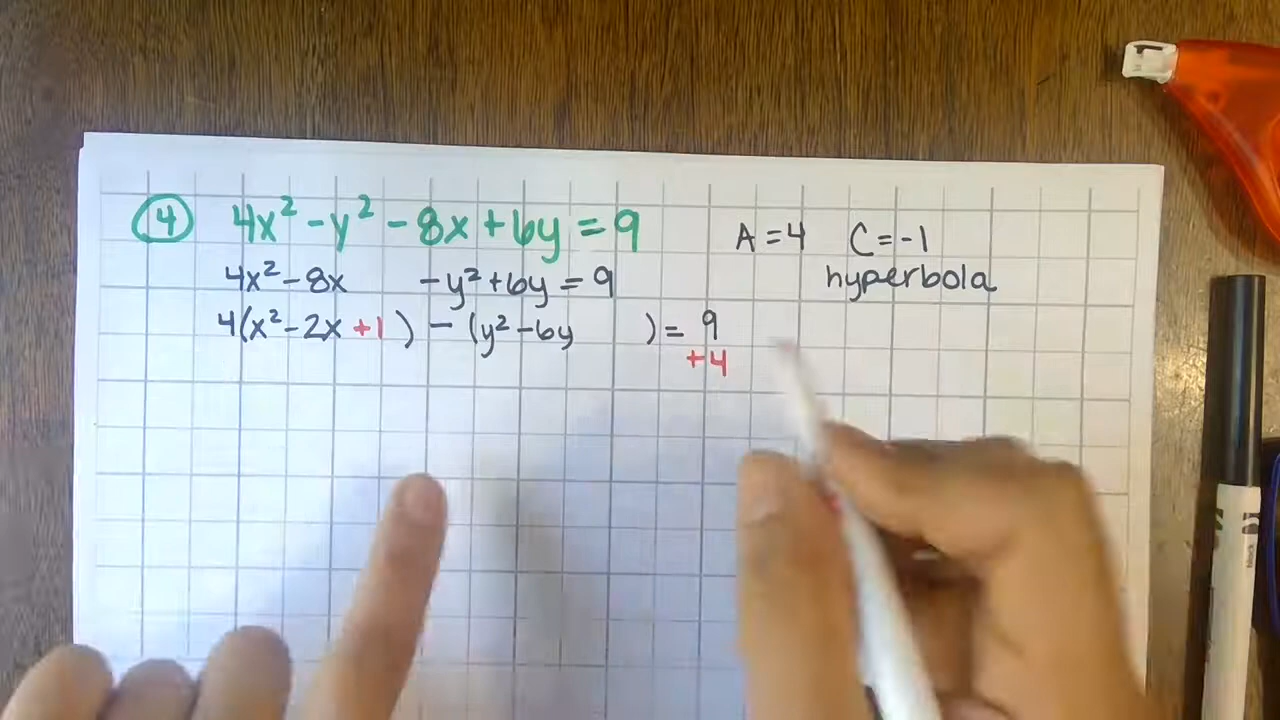 ④ 4x² - y² - 8x + 6y = 9 A = 4 C = -1
4x² - 8x - y² + 6y = 9 hyperbola
4(x² - 2x + 1 ) - (y² - 6y ) = 9
+4